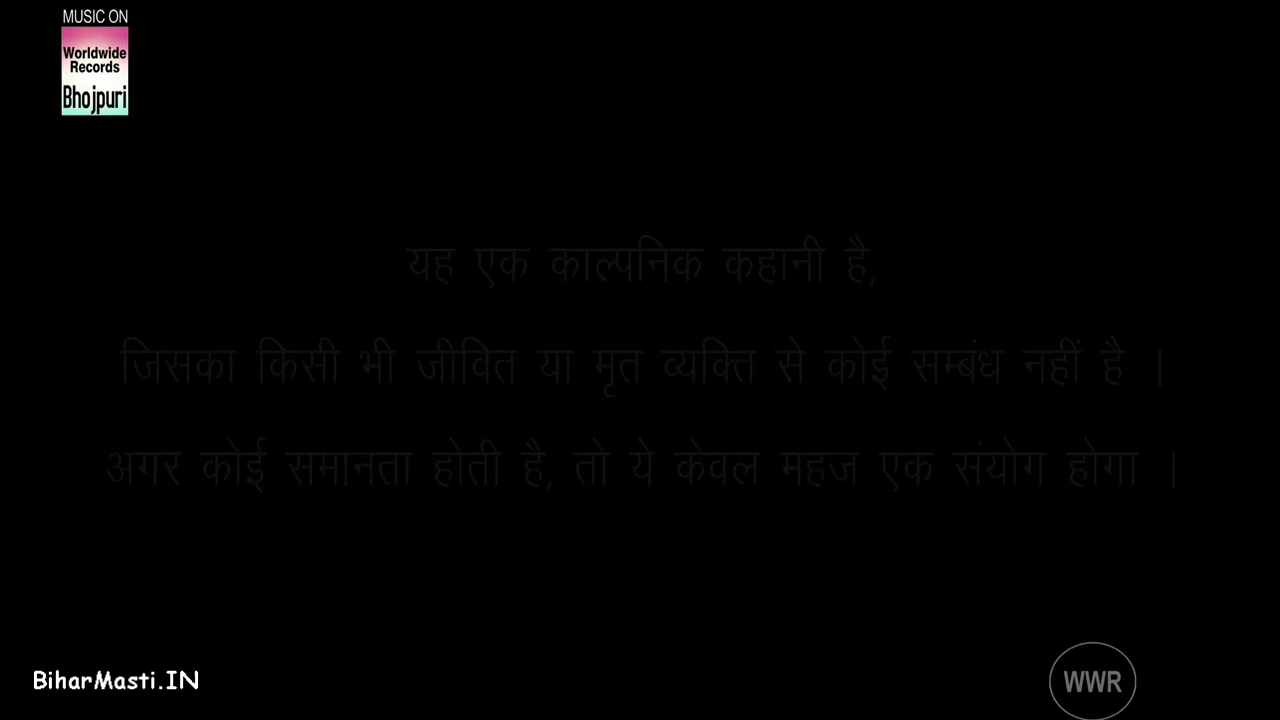 MUSIC ON
Worldwide
Records
Bhojpuri
यह एक काल्पनिक कहानी है,
जिसका किसी भी जीवित या मृत व्यक्ति से कोई सम्बंध नहीं है ।
अगर कोई समानता होती है, तो ये केवल महज एक संयोग होगा ।
BiharMasti.IN
WWR